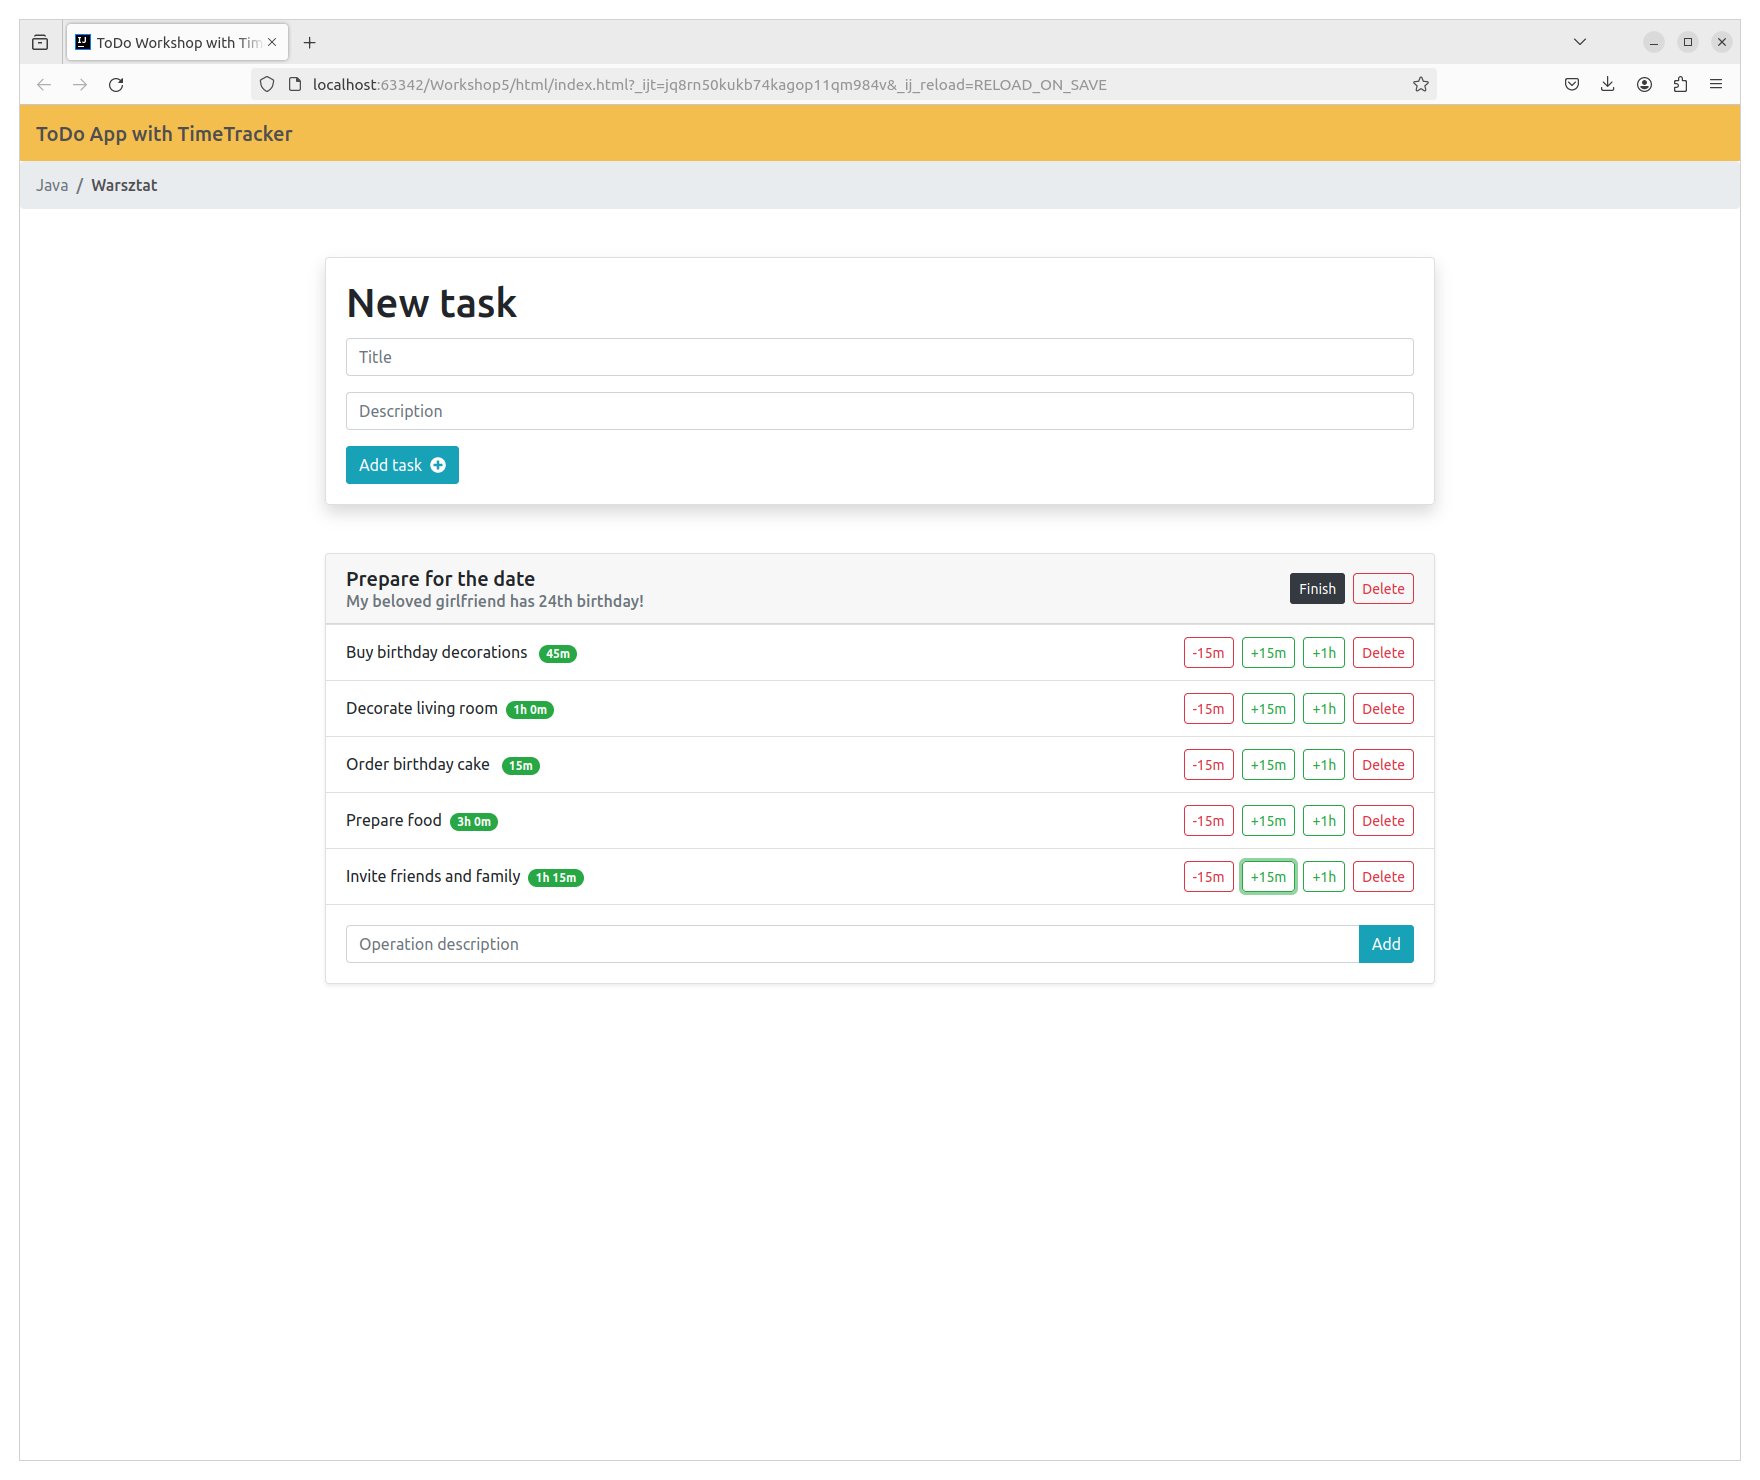 ToDo Workshop with Tim
localhost:63342/Workshop5/html/index.html?_ijt=jq8rn50kukb74kagop11qm984v&_ij_reload=RELOAD_ON_SAVE
ToDo App with TimeTracker
Java / Warsztat
New task
Title
Description
Add task
Prepare for the date
My beloved girlfriend has 24th birthday!
Finish Delete
Buy birthday decorations 45m -15m +15m +1h Delete
Decorate living room 1h 0m -15m +15m +1h Delete
Order birthday cake 15m -15m +15m +1h Delete
Prepare food 3h 0m -15m +15m +1h Delete
Invite friends and family 1h 15m -15m +15m +1h Delete
Operation description Add